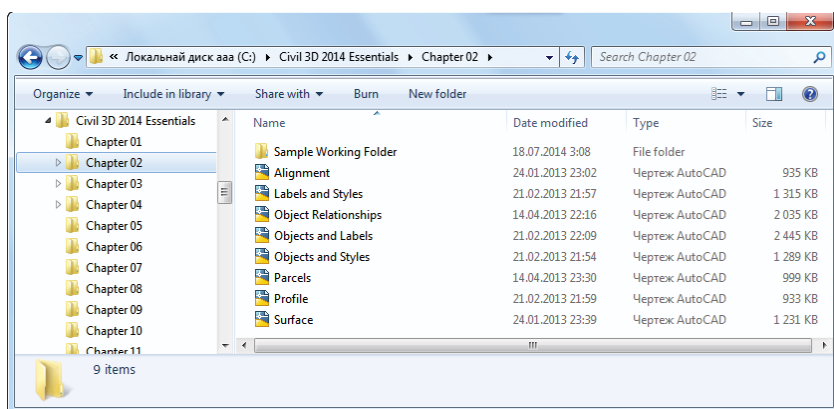 « Локальнай диск aaa (C:) Civil 3D 2014 Essentials Chapter 02 Search Chapter 02
Organize Include in library Share with Burn New folder
Civil 3D 2014 Essentials
Chapter 01
Chapter 02
Chapter 03
Chapter 04
Chapter 05
Chapter 06
Chapter 07
Chapter 08
Chapter 09
Chapter 10
Chapter 11
Name Date modified Type Size
Sample Working Folder 18.07.2014 3:08 File folder
Alignment 24.01.2013 23:02 Чертеж AutoCAD 935 KB
Labels and Styles 21.02.2013 21:57 Чертеж AutoCAD 1 315 KB
Object Relationships 14.04.2013 22:16 Чертеж AutoCAD 2 035 KB
Objects and Labels 21.02.2013 22:09 Чертеж AutoCAD 2 445 KB
Objects and Styles 21.02.2013 21:54 Чертеж AutoCAD 1 289 KB
Parcels 14.04.2013 23:30 Чертеж AutoCAD 999 KB
Profile 21.02.2013 21:59 Чертеж AutoCAD 933 KB
Surface 24.01.2013 23:39 Чертеж AutoCAD 1 231 KB
9 items